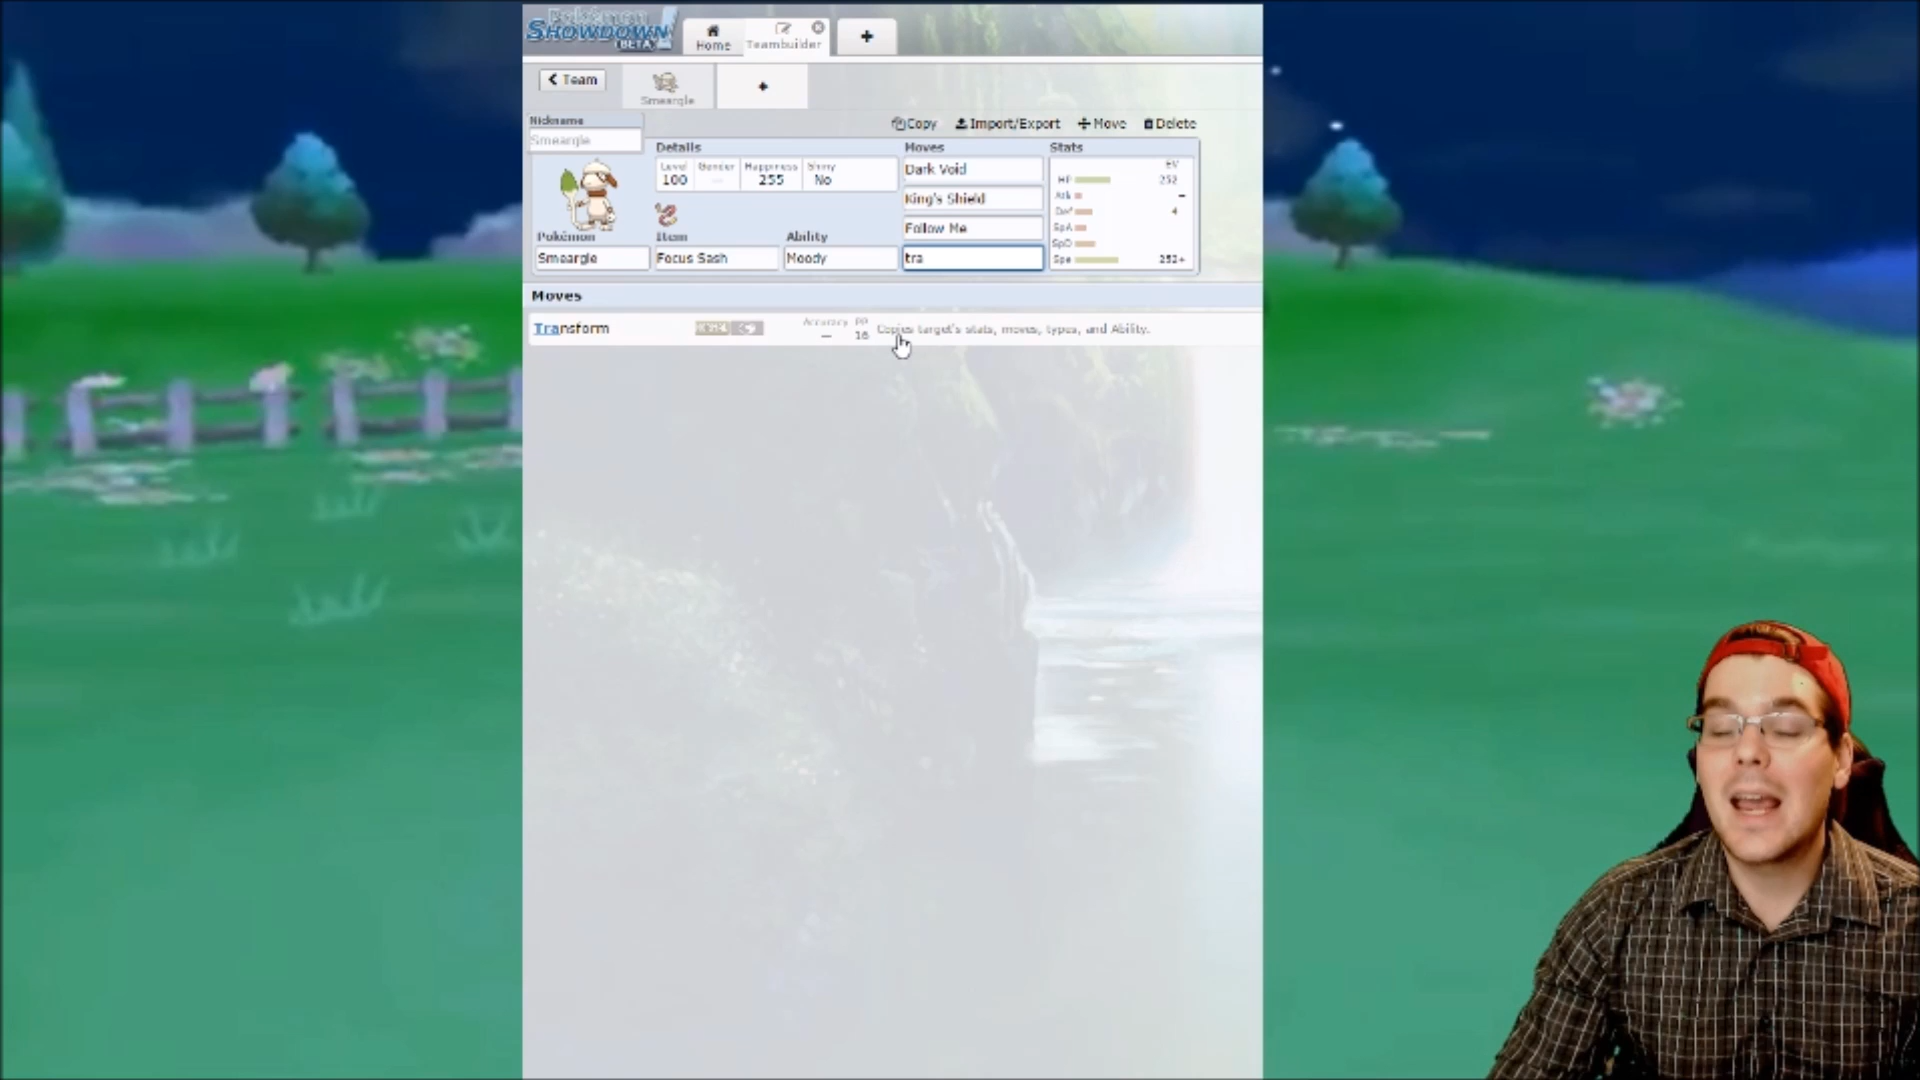 Pokémon
SHOWDOWN
BETA
Home
Teambuilder
Team
Smeargle
Nickname
Smeargle
Copy
Import/Export
Move
Delete
Details
Moves
Stats
Level
100
Gender
—
Happiness
255
Shiny
No
Dark Void
King's Shield
Follow Me
tra
EV
HP 252
Atk -
Def 4
SpA
SpD
Spe 252+
Pokémon
Smeargle
Item
Focus Sash
Ability
Moody
Moves
Transform
Accuracy
—
PP
16
Copies target's stats, moves, types, and Ability.